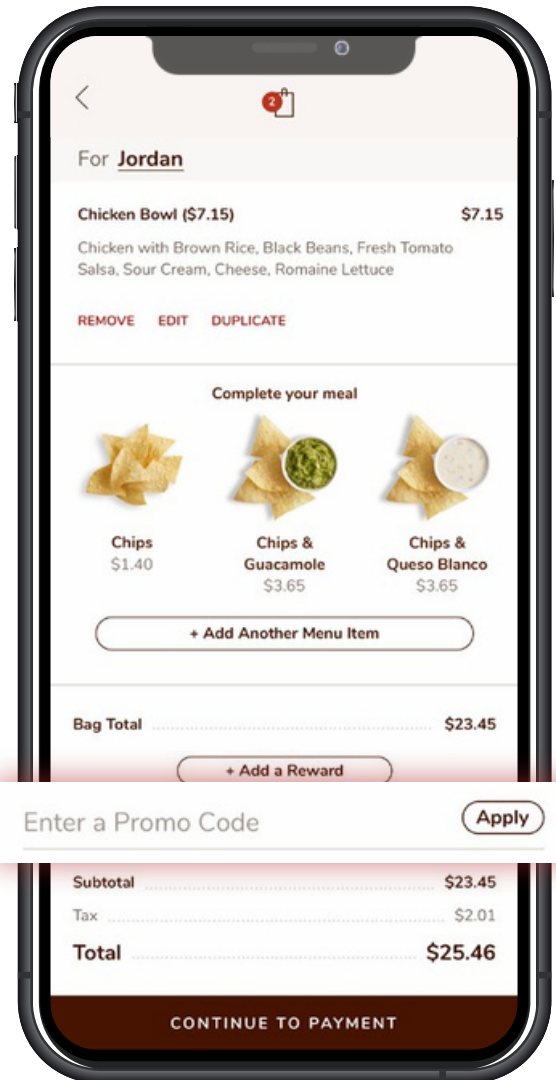 2
For Jordan
Chicken Bowl ($7.15) $7.15
Chicken with Brown Rice, Black Beans, Fresh Tomato
Salsa, Sour Cream, Cheese, Romaine Lettuce
REMOVE EDIT DUPLICATE
Complete your meal
Chips
$1.40
Chips &
Guacamole
$3.65
Chips &
Queso Blanco
$3.65
+ Add Another Menu Item
Bag Total $23.45
+ Add a Reward
Enter a Promo Code Apply
Subtotal $23.45
Tax $2.01
Total $25.46
CONTINUE TO PAYMENT